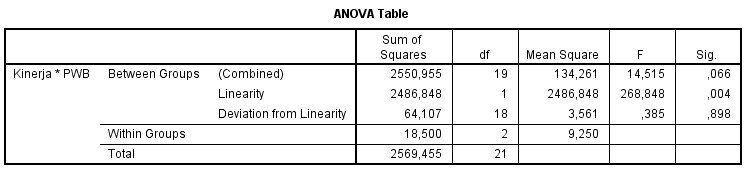 ANOVA Table
Sum of Squares df Mean Square F Sig.
Kinerja * PWB Between Groups (Combined) 2550,955 19 134,261 14,515 ,066
Linearity 2486,848 1 2486,848 268,848 ,004
Deviation from Linearity 64,107 18 3,561 ,385 ,898
Within Groups 18,500 2 9,250
Total 2569,455 21